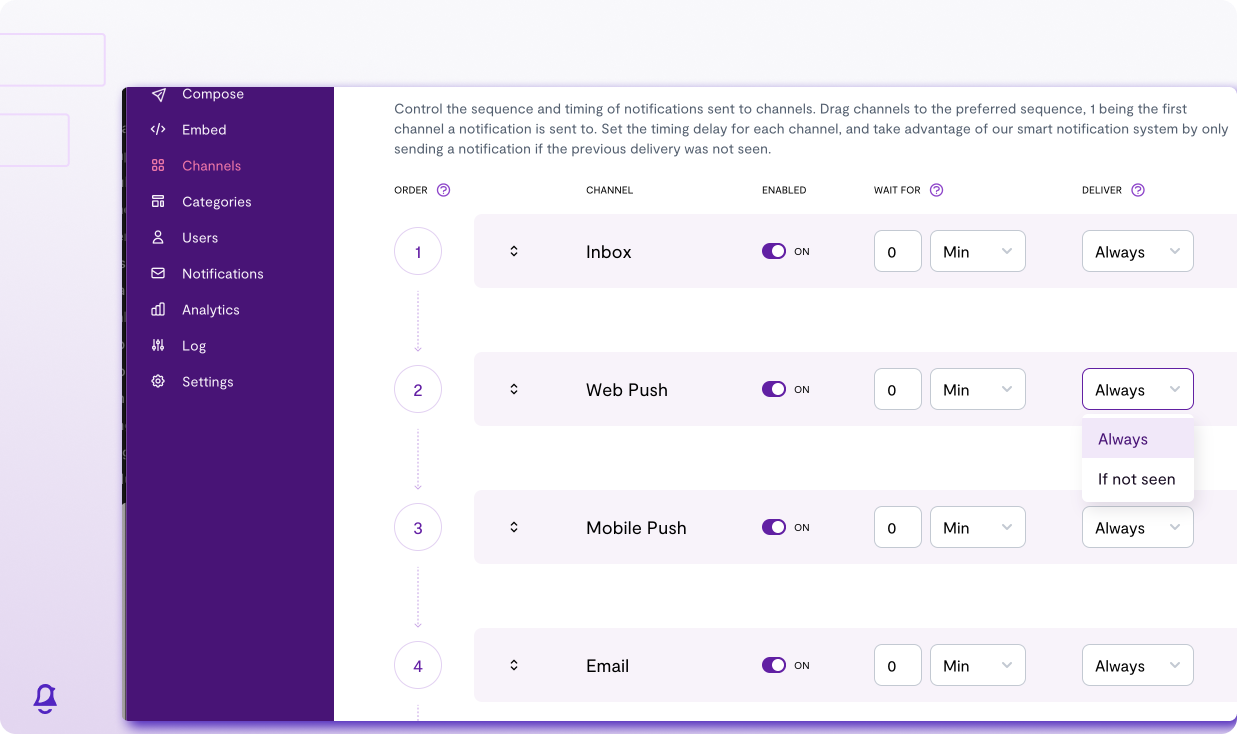 Compose
Embed
Channels
Categories
Users
Notifications
Analytics
Log
Settings
Control the sequence and timing of notifications sent to channels. Drag channels to the preferred sequence, 1 being the first
channel a notification is sent to. Set the timing delay for each channel, and take advantage of our smart notification system by only
sending a notification if the previous delivery was not seen.
ORDER ? CHANNEL ENABLED WAIT FOR ? DELIVER ?
1 Inbox ON 0 Min Always
2 Web Push ON 0 Min Always
Always
If not seen
3 Mobile Push ON 0 Min Always
4 Email ON 0 Min Always